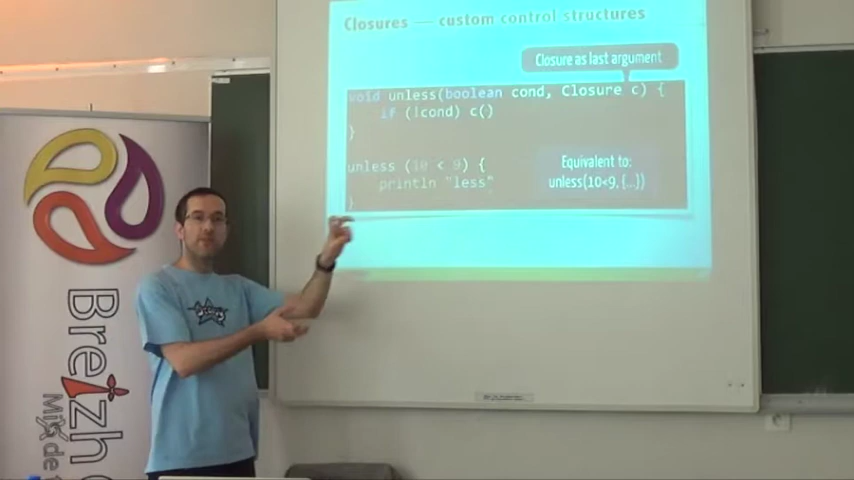 Closures — custom control structures
Closure as last argument
void unless(boolean cond, Closure c) {
if (!cond) c()
}
unless (10 < 9) {
println "less"
}
Equivalent to:
unless(10<9, {...})
Breizh
de